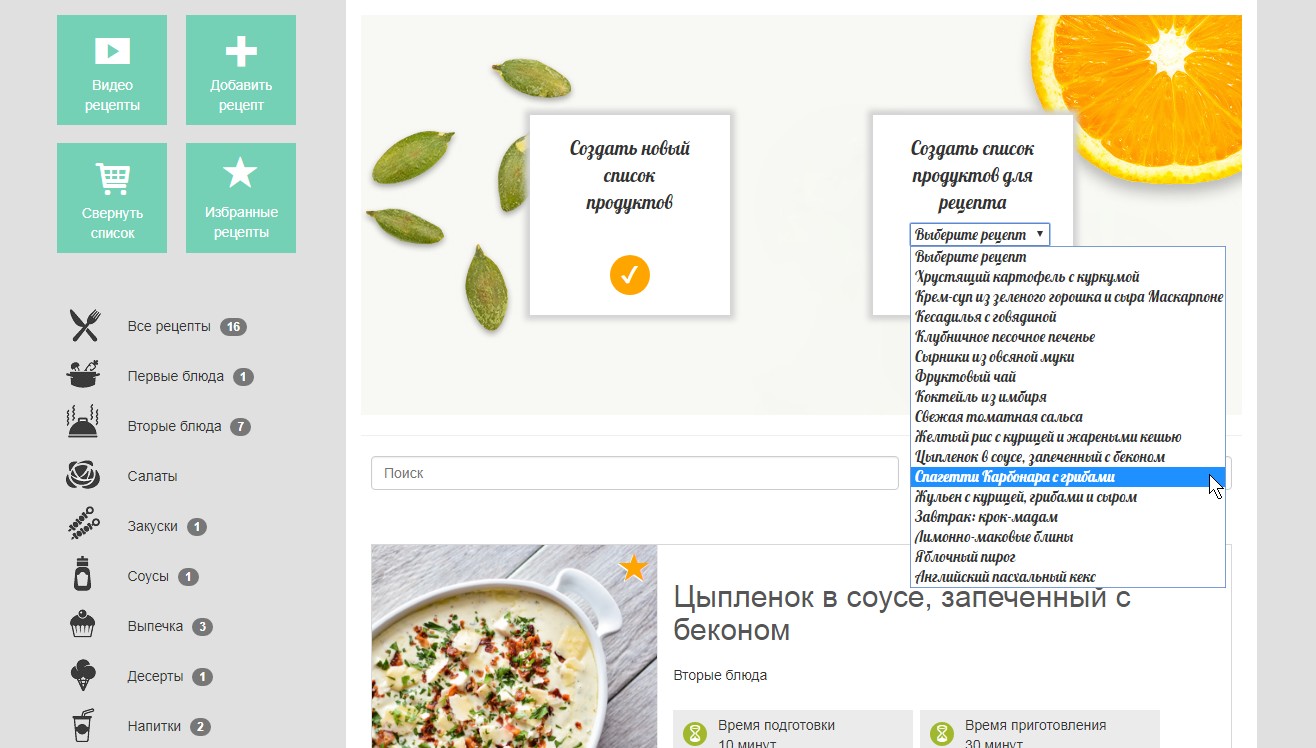 Видео
рецепты
Добавить
рецепт
Свернуть
список
Избранные
рецепты
Все рецепты 16
Первые блюда 1
Вторые блюда 7
Салаты
Закуски 1
Соусы 1
Выпечка 3
Десерты 1
Напитки 2
Создать новый
список
продуктов
Создать список
продуктов для
рецепта
Выберите рецепт
Выберите рецепт
Хрустящий картофель с куркумой
Крем-суп из зеленого горошка и сыра Маскарпоне
Кесадилья с говядиной
Клубничное песочное печенье
Сырники из овсяной муки
Фруктовый чай
Коктейль из имбиря
Свежая томатная сальса
Желтый рис с курицей и жареными кешью
Цыпленок в соусе, запеченный с беконом
Спагетти Карбонара с грибами
Жульен с курицей, грибами и сыром
Завтрак: крок-мадам
Лимонно-маковые блины
Яблочный пирог
Английский пасхальный кекс
Поиск
Цыпленок в соусе, запеченный с
беконом
Вторые блюда
Время подготовки
10 минут
Время приготовления
30 минут